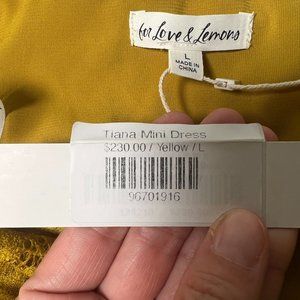 for Love & Lemons
L
MADE IN
CHINA
Tiana Mini Dress
$230.00 / Yellow / L
96701916